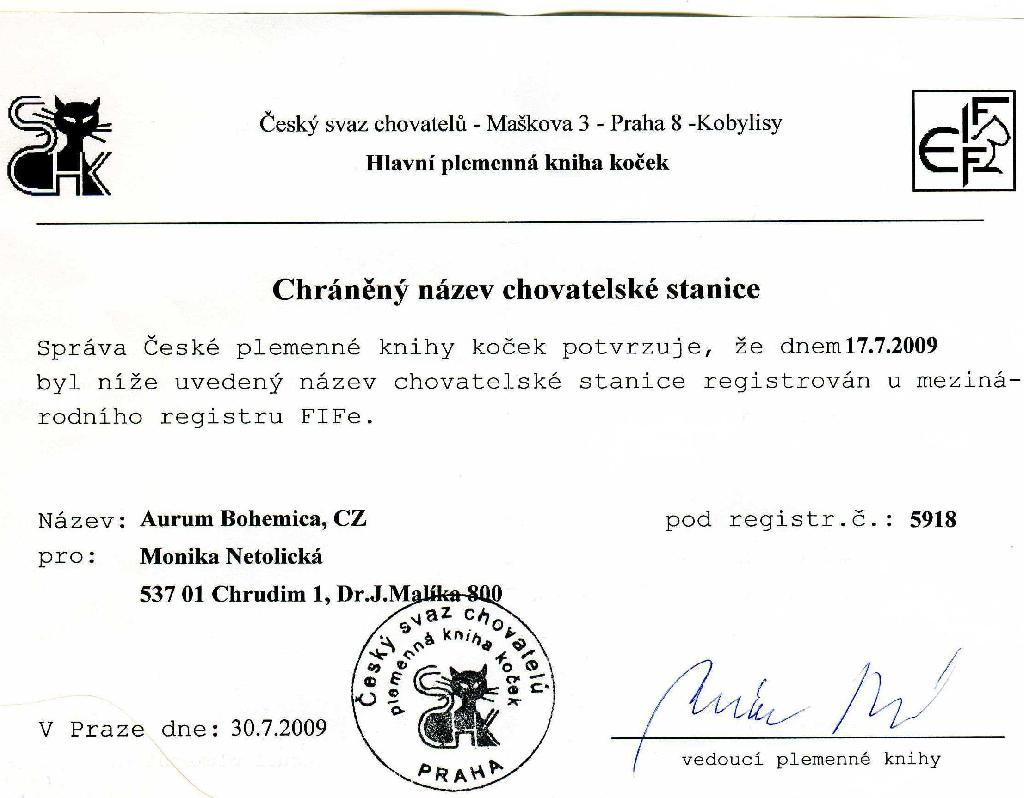 Český svaz chovatelů - Maškova 3 - Praha 8 -Kobylisy
Hlavní plemenná kniha koček
SCHK
FIFE
Chráněný název chovatelské stanice
Správa České plemenné knihy koček potvrzuje, že dnem 17.7.2009
byl níže uvedený název chovatelské stanice registrován u meziná-
rodního registru FIFe.
Název: Aurum Bohemica, CZ pod registr.č.: 5918
pro: Monika Netolická
537 01 Chrudim 1, Dr.J.Malíka 800
Český svaz chovatelů
plemenná kniha koček
SCHK
PRAHA
V Praze dne: 30.7.2009
vedoucí plemenné knihy